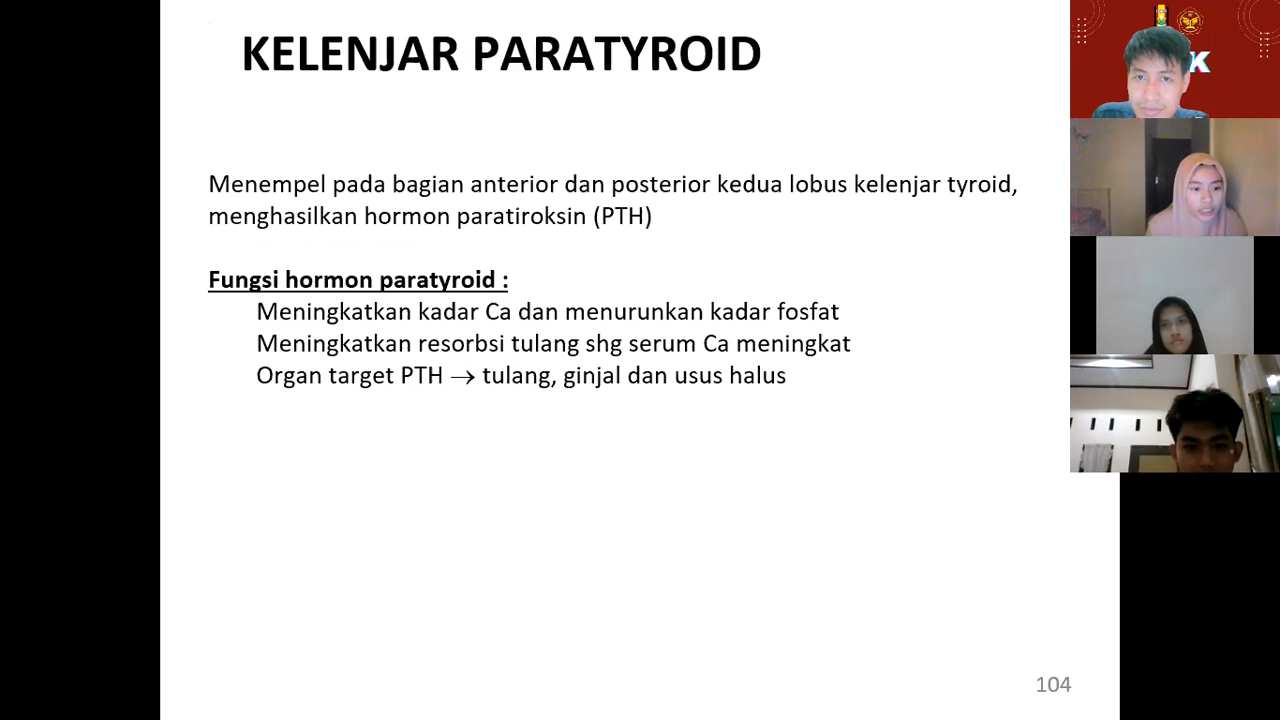 KELENJAR PARATYROID
Menempel pada bagian anterior dan posterior kedua lobus kelenjar tyroid,
menghasilkan hormon paratiroksin (PTH)
Fungsi hormon paratyroid :
Meningkatkan kadar Ca dan menurunkan kadar fosfat
Meningkatkan resorbsi tulang shg serum Ca meningkat
Organ target PTH → tulang, ginjal dan usus halus
104
K